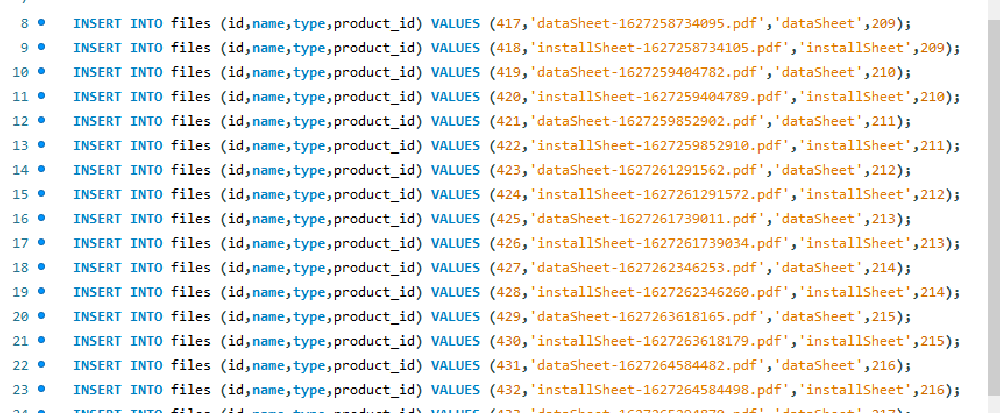 8 INSERT INTO files (id,name,type,product_id) VALUES (417,'dataSheet-1627258734095.pdf','dataSheet',209);
9 INSERT INTO files (id,name,type,product_id) VALUES (418,'installSheet-1627258734105.pdf','installSheet',209);
10 INSERT INTO files (id,name,type,product_id) VALUES (419,'dataSheet-1627259404782.pdf','dataSheet',210);
11 INSERT INTO files (id,name,type,product_id) VALUES (420,'installSheet-1627259404789.pdf','installSheet',210);
12 INSERT INTO files (id,name,type,product_id) VALUES (421,'dataSheet-1627259852902.pdf','dataSheet',211);
13 INSERT INTO files (id,name,type,product_id) VALUES (422,'installSheet-1627259852910.pdf','installSheet',211);
14 INSERT INTO files (id,name,type,product_id) VALUES (423,'dataSheet-1627261291562.pdf','dataSheet',212);
15 INSERT INTO files (id,name,type,product_id) VALUES (424,'installSheet-1627261291572.pdf','installSheet',212);
16 INSERT INTO files (id,name,type,product_id) VALUES (425,'dataSheet-1627261739011.pdf','dataSheet',213);
17 INSERT INTO files (id,name,type,product_id) VALUES (426,'installSheet-1627261739034.pdf','installSheet',213);
18 INSERT INTO files (id,name,type,product_id) VALUES (427,'dataSheet-1627262346253.pdf','dataSheet',214);
19 INSERT INTO files (id,name,type,product_id) VALUES (428,'installSheet-1627262346260.pdf','installSheet',214);
20 INSERT INTO files (id,name,type,product_id) VALUES (429,'dataSheet-1627263618165.pdf','dataSheet',215);
21 INSERT INTO files (id,name,type,product_id) VALUES (430,'installSheet-1627263618179.pdf','installSheet',215);
22 INSERT INTO files (id,name,type,product_id) VALUES (431,'dataSheet-1627264584482.pdf','dataSheet',216);
23 INSERT INTO files (id,name,type,product_id) VALUES (432,'installSheet-1627264584498.pdf','installSheet',216);